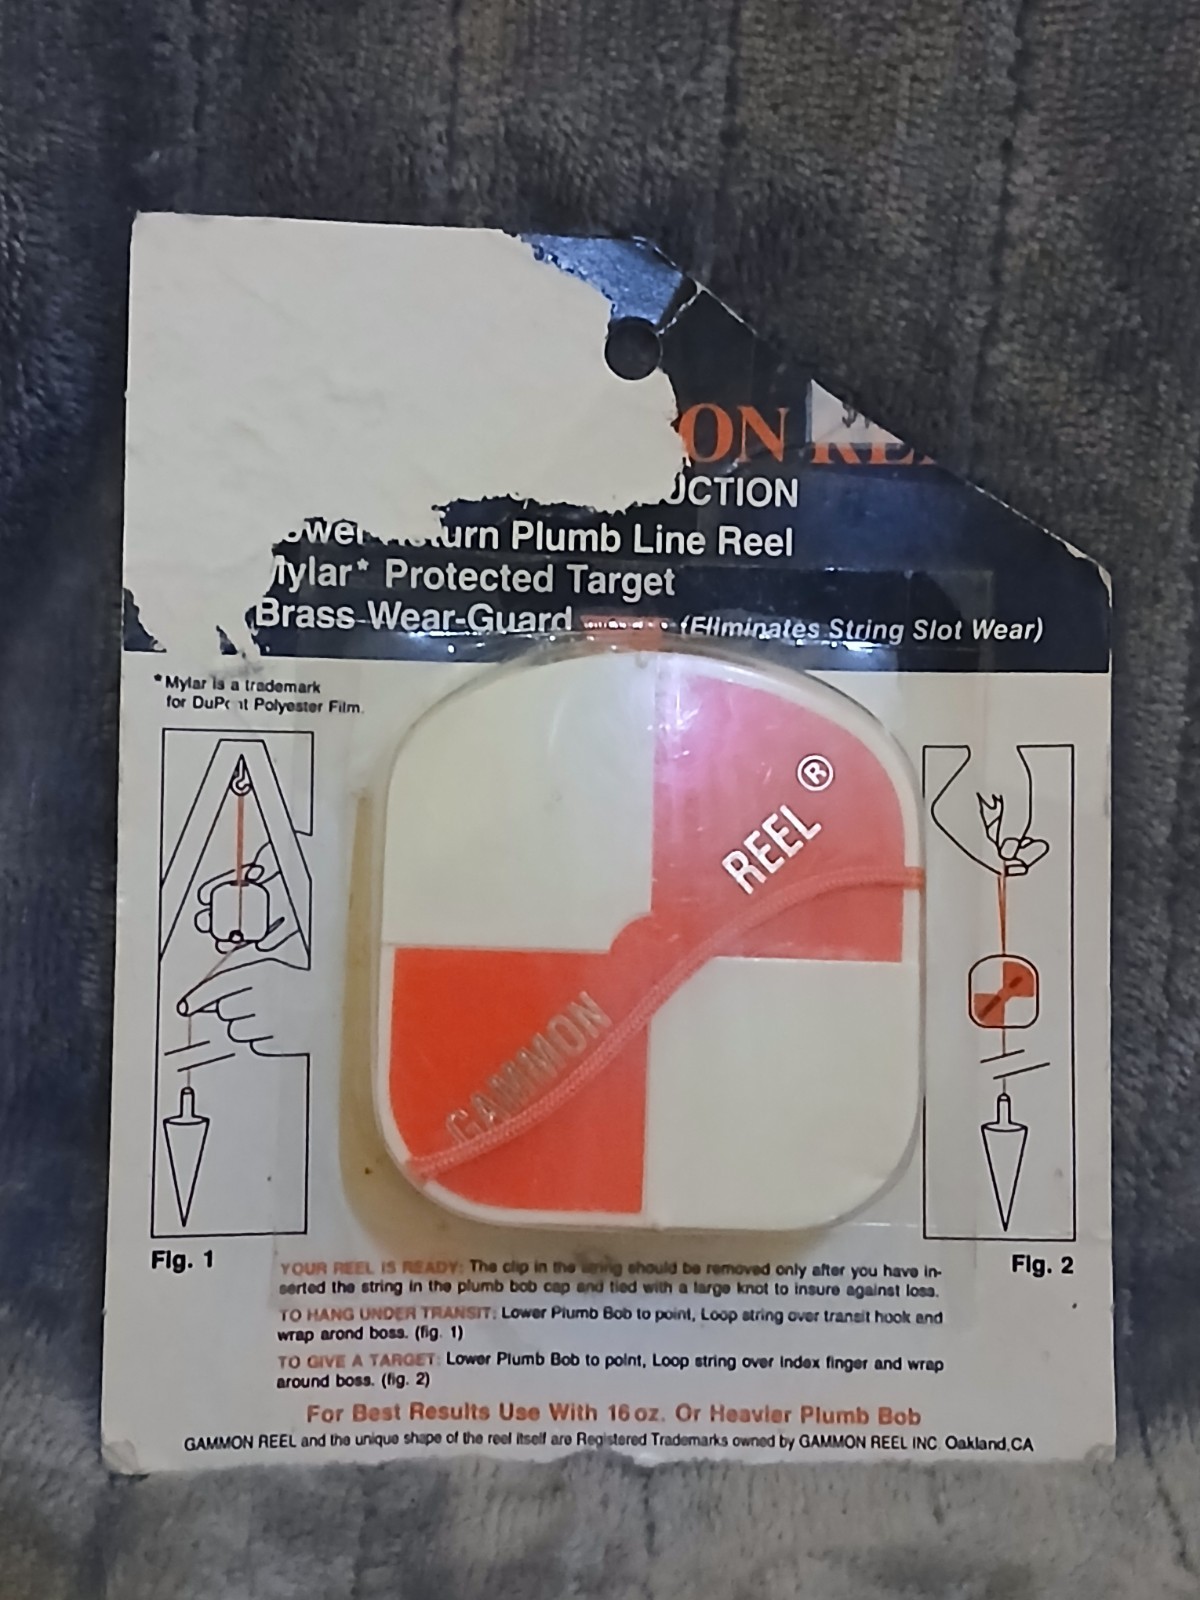 ON
UCTION
Plumb Line Reel
Protected Target
Brass Wear-Guard (Eliminates String Slot Wear)
*Mylar is a trademark
for DuPont Polyester Film.
REEL ®
GAMMON
Fig. 1
Fig. 2
YOUR REEL IS READY: The clip in the string should be removed only after you have in-
serted the string in the plumb bob cap and tied with a large knot to insure against loss.
TO HANG UNDER TRANSIT: Lower Plumb Bob to point, Loop string over transit hook and
wrap arond boss. (fig. 1)
TO GIVE A TARGET: Lower Plumb Bob to point, Loop string over index finger and wrap
around boss. (fig. 2)
For Best Results Use With 16 oz. Or Heavier Plumb Bob
GAMMON REEL and the unique shape of the reel itself are Registered Trademarks owned by GAMMON REEL INC. Oakland, CA